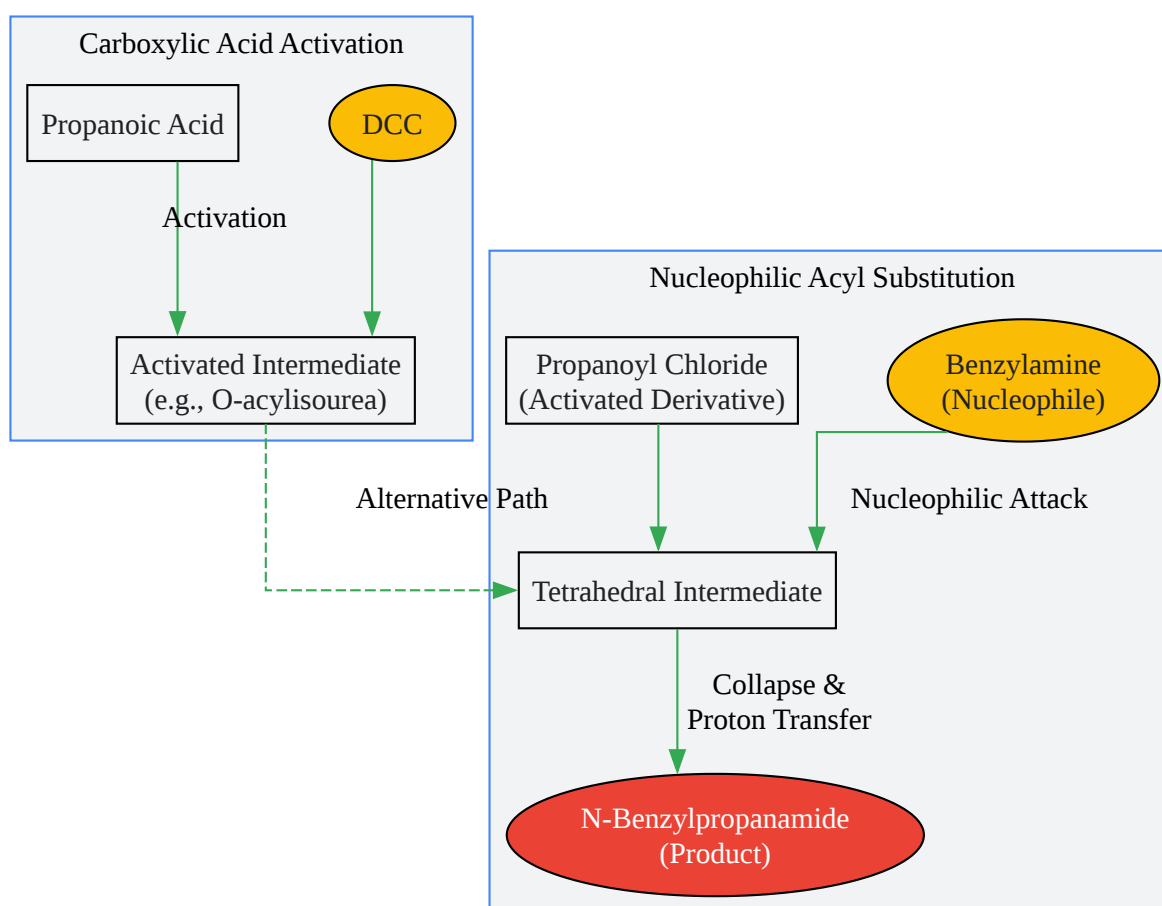 Carboxylic Acid Activation
Propanoic Acid
DCC
Activation
Activated Intermediate
(e.g., O-acylisourea)
Nucleophilic Acyl Substitution
Propanoyl Chloride
(Activated Derivative)
Benzylamine
(Nucleophile)
Alternative Path
Nucleophilic Attack
Tetrahedral Intermediate
Collapse &
Proton Transfer
N-Benzylpropanamide
(Product)